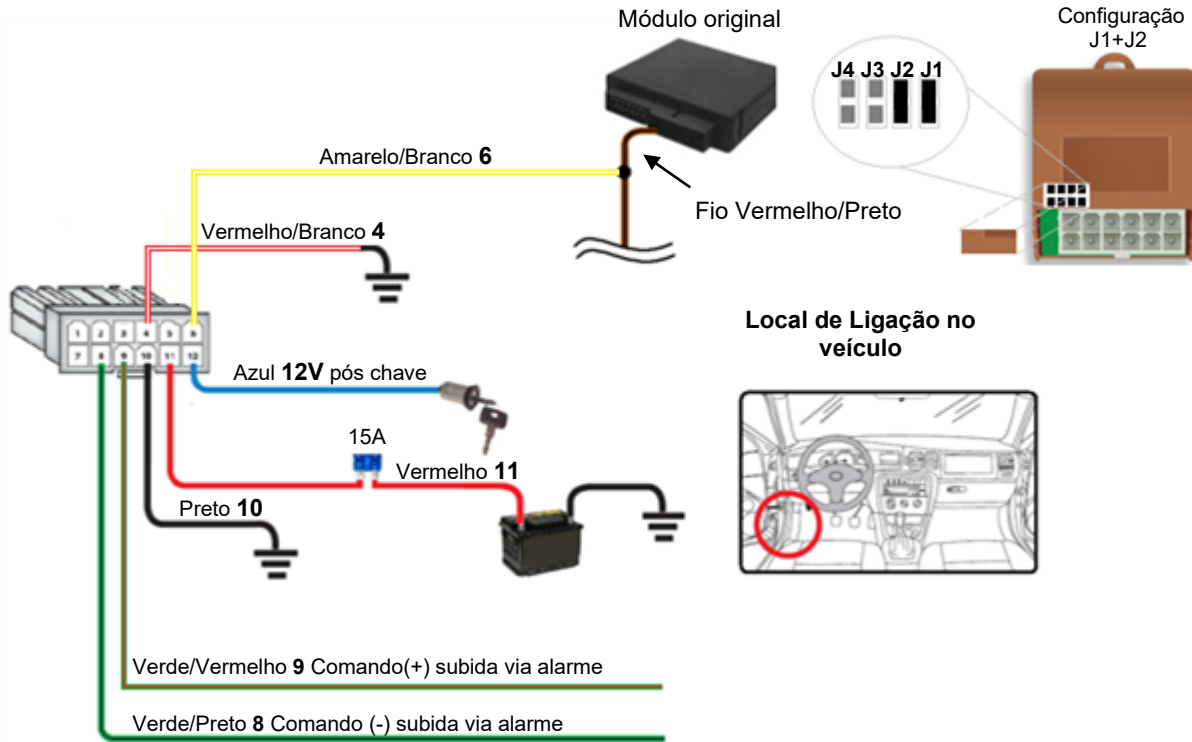 Módulo original
Configuração
J1+J2
J4 J3 J2 J1
Amarelo/Branco 6
Fio Vermelho/Preto
Vermelho/Branco 4
1 2 3 4 5 6
7 8 9 10 11 12
Local de Ligação no
veículo
Azul 12V pós chave
15A
Vermelho 11
Preto 10
Verde/Vermelho 9 Comando(+) subida via alarme
Verde/Preto 8 Comando (-) subida via alarme